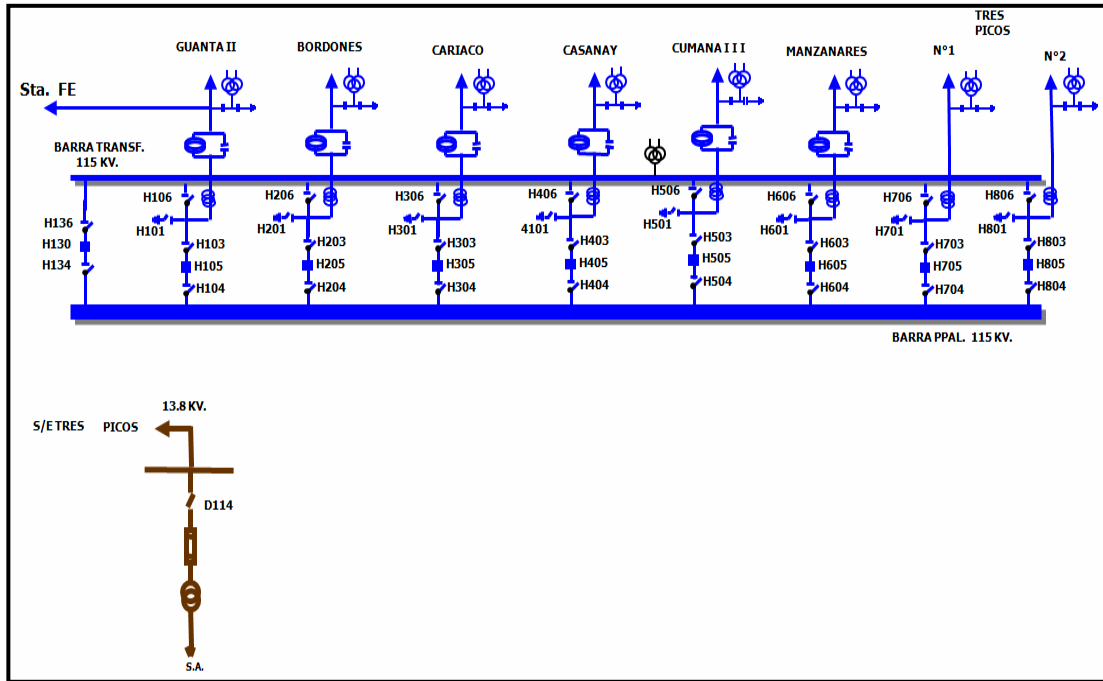 TRES
PICOS
GUANTA II
BORDONES
CARIACO
CASANAY
CUMANA III
MANZANARES
N°1
N°2
Sta. FE
BARRA TRANSF.
115 KV.
H106
H206
H306
H406
H506
H606
H706
H806
H136
H101
H201
H301
4101
H501
H601
H701
H801
H130
H103
H203
H303
H403
H503
H603
H703
H803
H134
H105
H205
H305
H405
H505
H605
H705
H805
H104
H204
H304
H404
H504
H604
H704
H804
BARRA PPAL. 115 KV.
13.8 KV.
S/E TRES PICOS
D114
S.A.